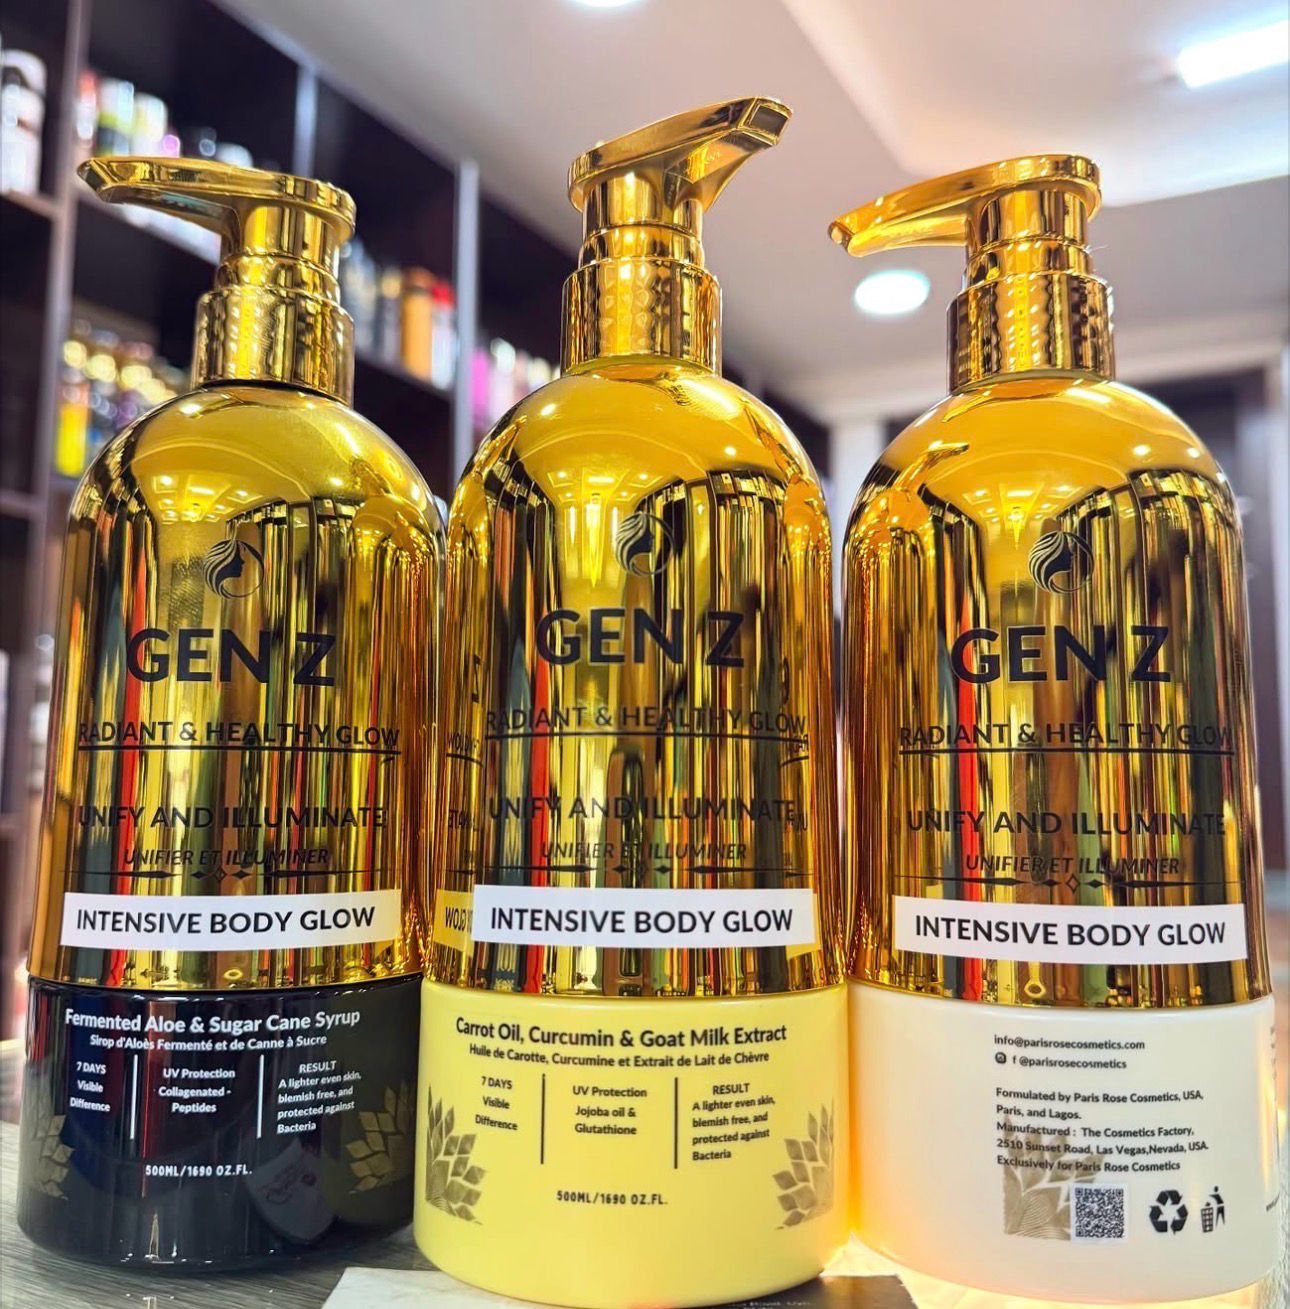 GEN Z
RADIANT & HEALTHY GLOW
UNIFY AND ILLUMINATE
UNIFIER ET ILLUMINER
INTENSIVE BODY GLOW
Fermented Aloe & Sugar Cane Syrup
Sirop d'Aloès Fermenté et de Canne à Sucre
7 DAYS
Visible
Difference
UV Protection
Collagenated -
Peptides
RESULT
A lighter even skin,
blemish free, and
protected against
Bacteria
500ML/1690 OZ.FL.
GEN Z
RADIANT & HEALTHY GLOW
UNIFY AND ILLUMINATE
UNIFIER ET ILLUMINER
INTENSIVE BODY GLOW
Carrot Oil, Curcumin & Goat Milk Extract
Huile de Carotte, Curcumine et Extrait de Lait de Chèvre
7 DAYS
Visible
Difference
UV Protection
Jojoba oil &
Glutathione
RESULT
A lighter even skin,
blemish free, and
protected against
Bacteria
500ML/1690 OZ.FL.
GEN Z
RADIANT & HEALTHY GLOW
UNIFY AND ILLUMINATE
UNIFIER ET ILLUMINER
INTENSIVE BODY GLOW
info@parisrosecosmetics.com
f @parisrosecosmetics
Formulated by Paris Rose Cosmetics, USA,
Paris, and Lagos.
Manufactured : The Cosmetics Factory,
2510 Sunset Road, Las Vegas,Nevada, USA.
Exclusively for Paris Rose Cosmetics